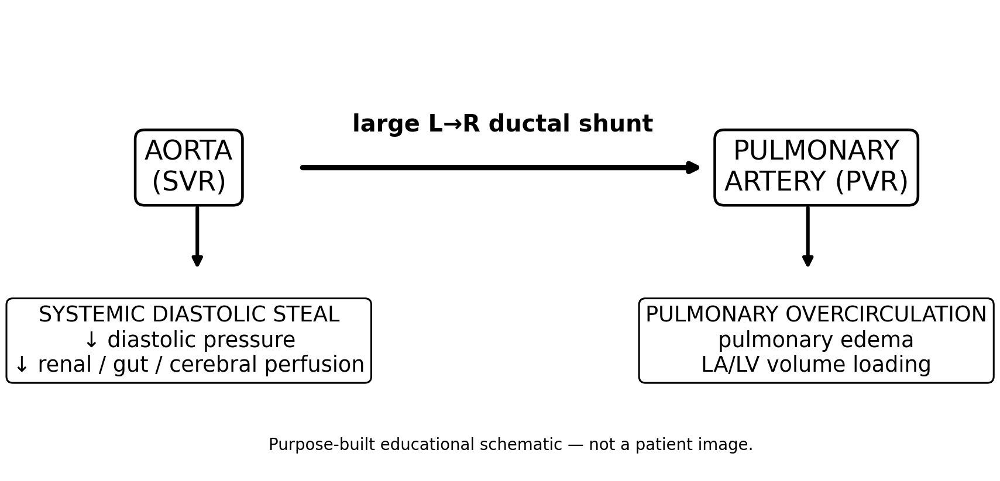 large L→R ductal shunt
AORTA
(SVR)
PULMONARY
ARTERY (PVR)
SYSTEMIC DIASTOLIC STEAL
↓ diastolic pressure
↓ renal / gut / cerebral perfusion
PULMONARY OVERCIRCULATION
pulmonary edema
LA/LV volume loading
Purpose-built educational schematic — not a patient image.